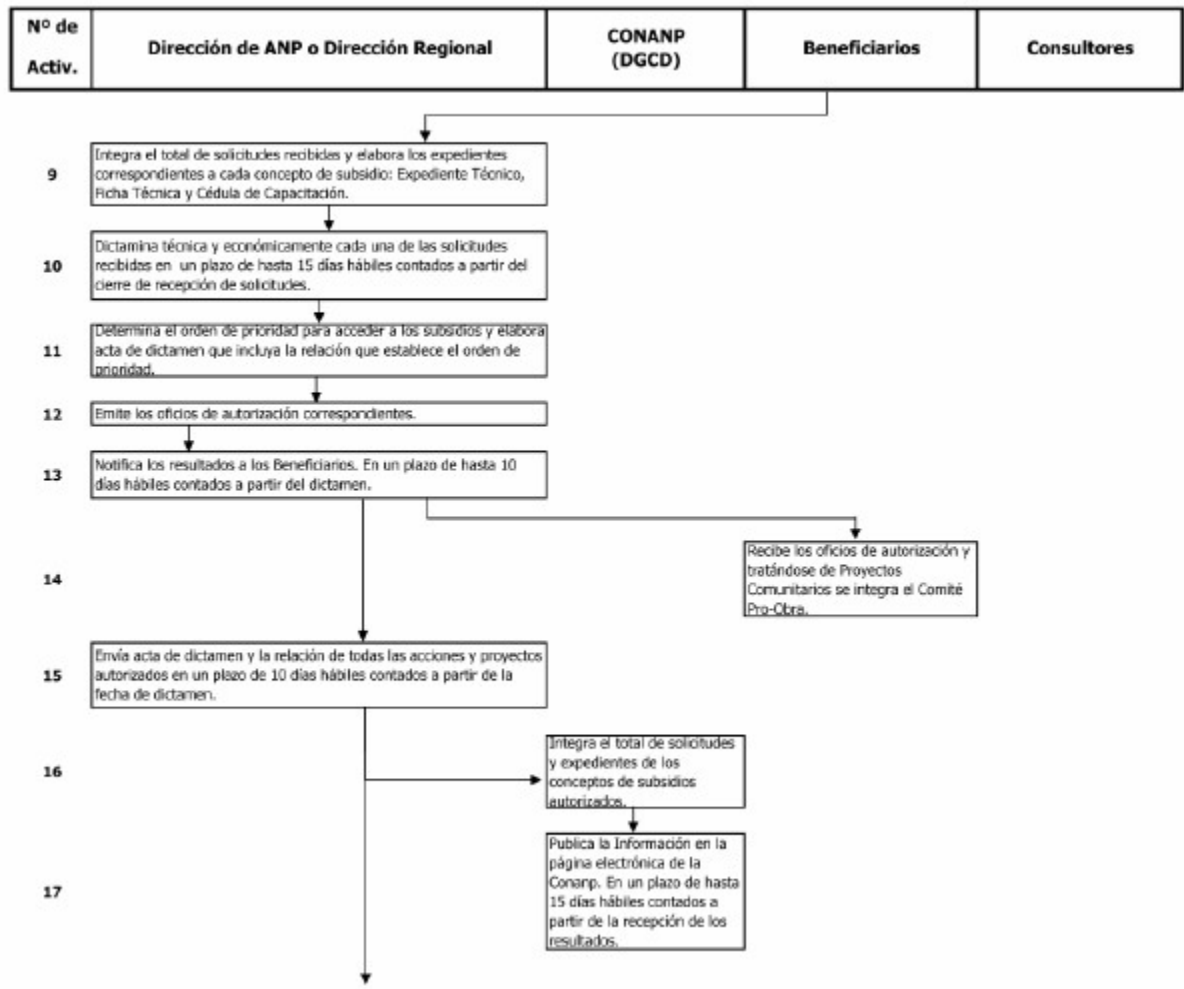 Nº de
Activ.
Dirección de ANP o Dirección Regional
CONANP
(DGCD)
Beneficiarios
Consultores
9
Integra el total de solicitudes recibidas y elabora los expedientes
correspondientes a cada concepto de subsidio: Expediente Técnico,
Ficha Técnica y Cédula de Capacitación.
10
Dictamina técnica y económicamente cada una de las solicitudes
recibidas en un plazo de hasta 15 días hábiles contados a partir del
cierre de recepción de solicitudes.
11
Determina el orden de prioridad para acceder a los subsidios y elabora
acta de dictamen que incluya la relación que establece el orden de
prioridad.
12
Emite los oficios de autorización correspondientes.
13
Notifica los resultados a los Beneficiarios. En un plazo de hasta 10
días hábiles contados a partir del dictamen.
14
Recibe los oficios de autorización y
tratándose de Proyectos
Comunitarios se integra el Comité
Pro-Obra.
15
Envía acta de dictamen y la relación de todas las acciones y proyectos
autorizados en un plazo de 10 días hábiles contados a partir de la
fecha de dictamen.
16
Integra el total de solicitudes
y expedientes de los
conceptos de subsidios
autorizados.
17
Publica la Información en la
página electrónica de la
Conanp. En un plazo de hasta
15 días hábiles contados a
partir de la recepción de los
resultados.